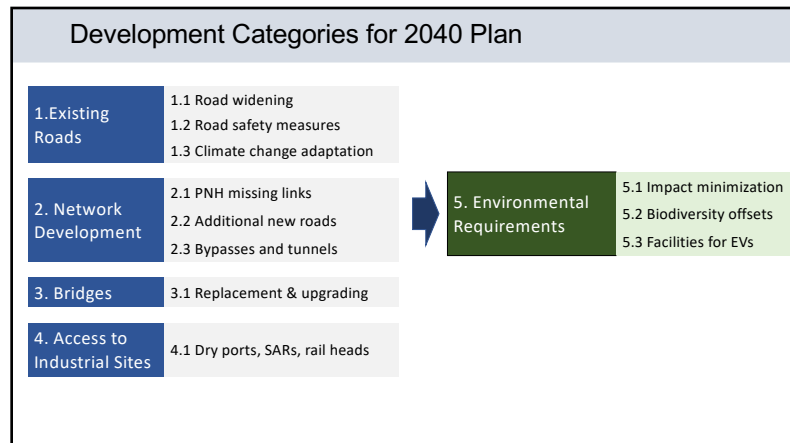 Development Categories for 2040 Plan
1.Existing
Roads
1.1 Road widening
1.2 Road safety measures
1.3 Climate change adaptation
2. Network
Development
2.1 PNH missing links
2.2 Additional new roads
2.3 Bypasses and tunnels
3. Bridges
3.1 Replacement & upgrading
4. Access to
Industrial Sites
4.1 Dry ports, SARs, rail heads
5. Environmental
Requirements
5.1 Impact minimization
5.2 Biodiversity offsets
5.3 Facilities for EVs